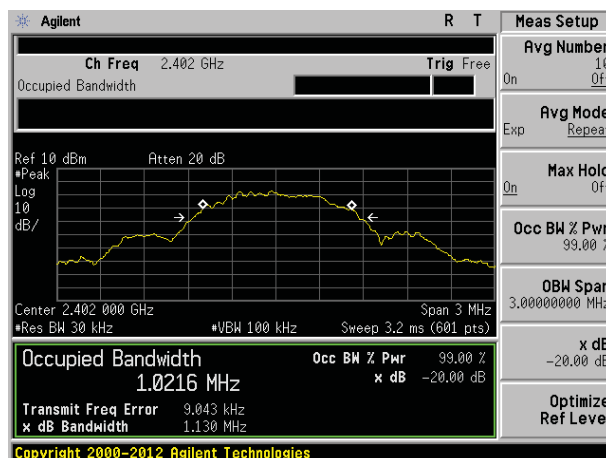 Agilent R T
Ch Freq 2.402 GHz Trig Free
Occupied Bandwidth
Ref 10 dBm Atten 20 dB
#Peak
Log
10
dB/
Center 2.402 000 GHz Span 3 MHz
#Res BW 30 kHz #VBW 100 kHz Sweep 3.2 ms (601 pts)
Occupied Bandwidth Occ BW % Pwr 99.00 %
1.0216 MHz x dB -20.00 dB
Transmit Freq Error 9.043 kHz
x dB Bandwidth 1.130 MHz
Copyright 2000-2012 Agilent Technologies
Meas Setup
Avg Number
10
On Off
Avg Mode
Exp Repeat
Max Hold
On Off
Occ BW % Pwr
99.00 %
OBW Span
3.00000000 MHz
x dB
-20.00 dB
Optimize
Ref Level